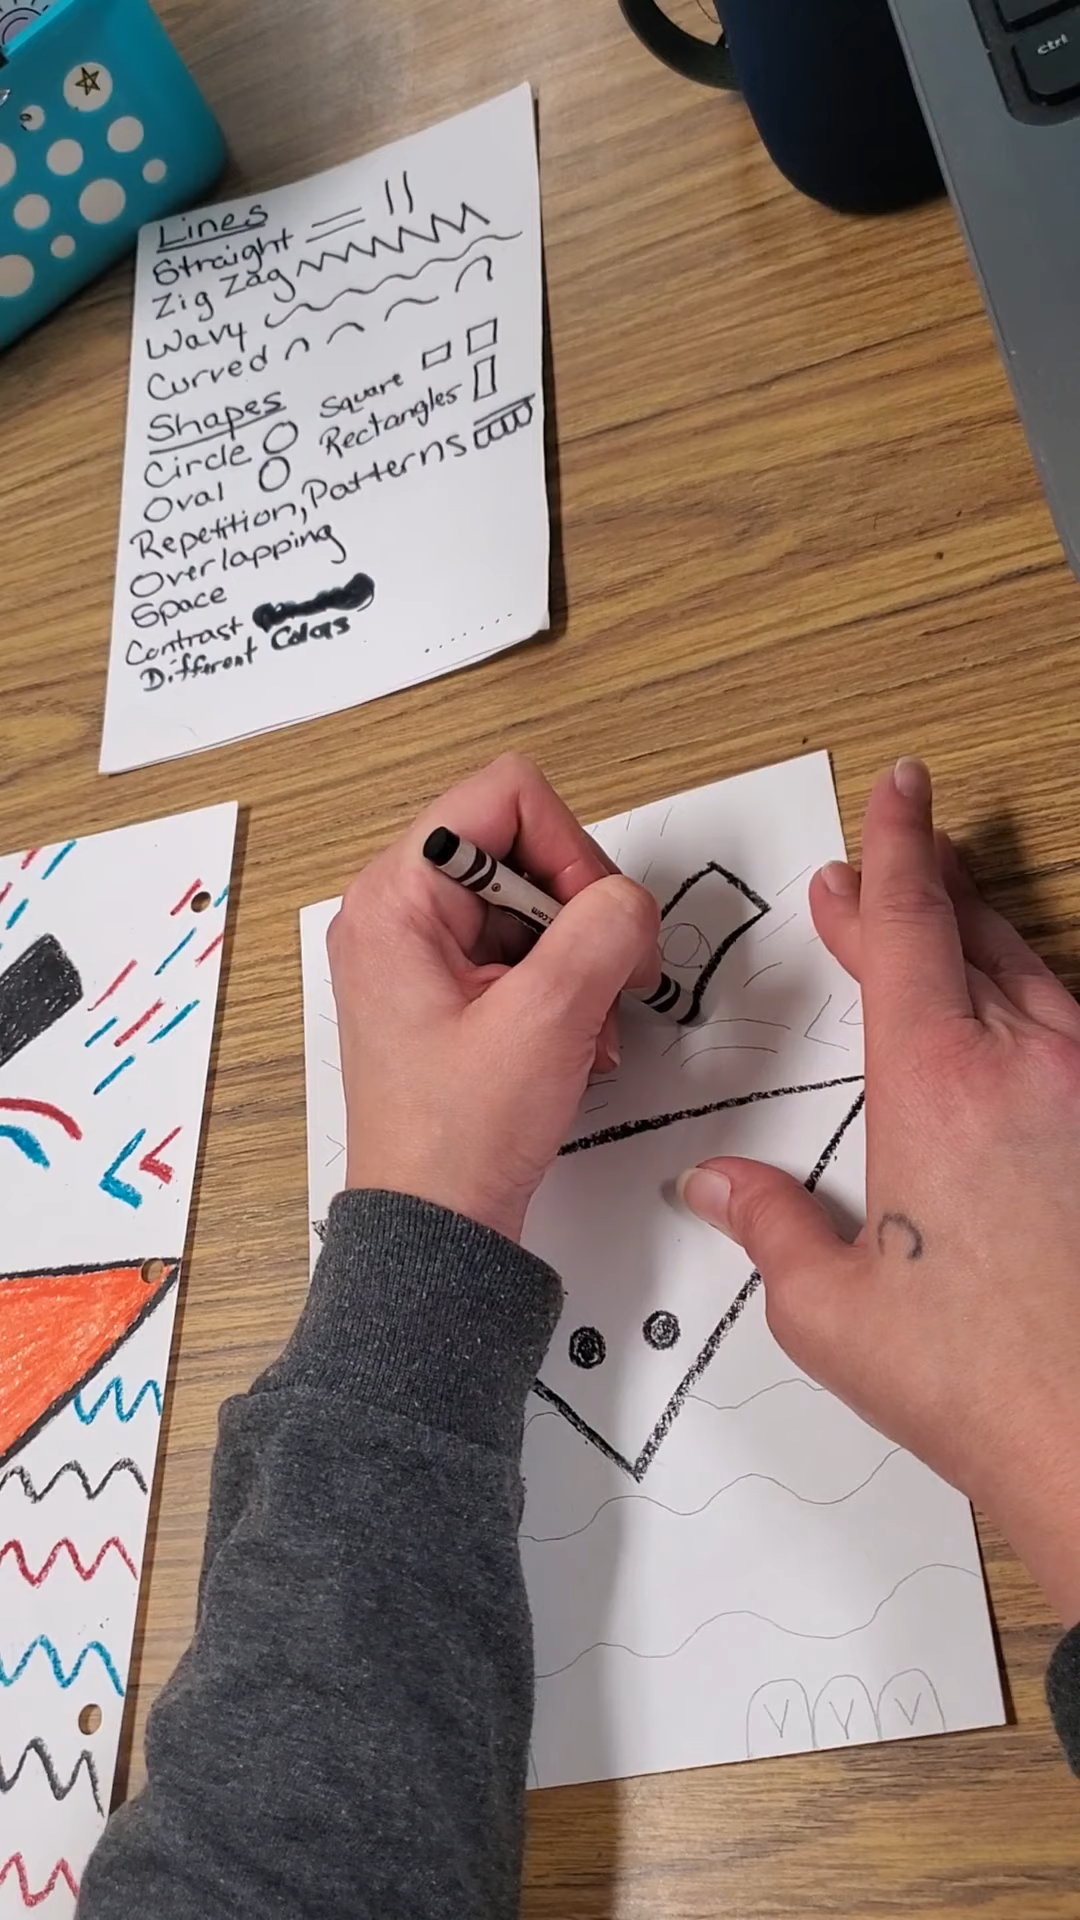 ctrl
Lines
Straight
Zig Zag
Wavy
Curved
Shapes
Circle Square
Oval Rectangles
Repetition, Patterns
Overlapping
Space
Contrast
Different Colors
.com
V V V